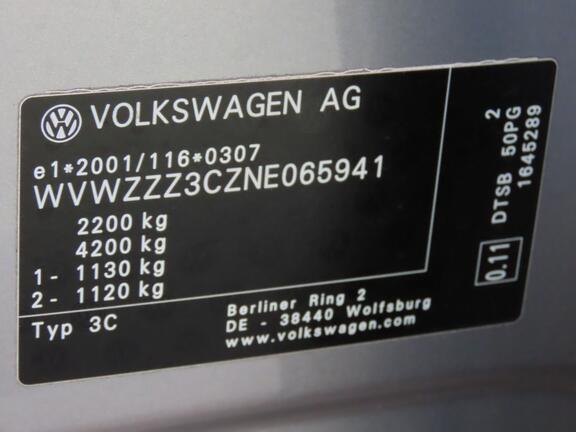 VOLKSWAGEN AG
e1*2001/116*0307
WVWZZZ3CZNE065941
2200 kg
4200 kg
1- 1130 kg
2- 1120 kg
Typ 3C
Berliner Ring 2
DE - 38440 Wolfsburg
www.volkswagen.com
2
DTSB 50PG
1645289
0.11